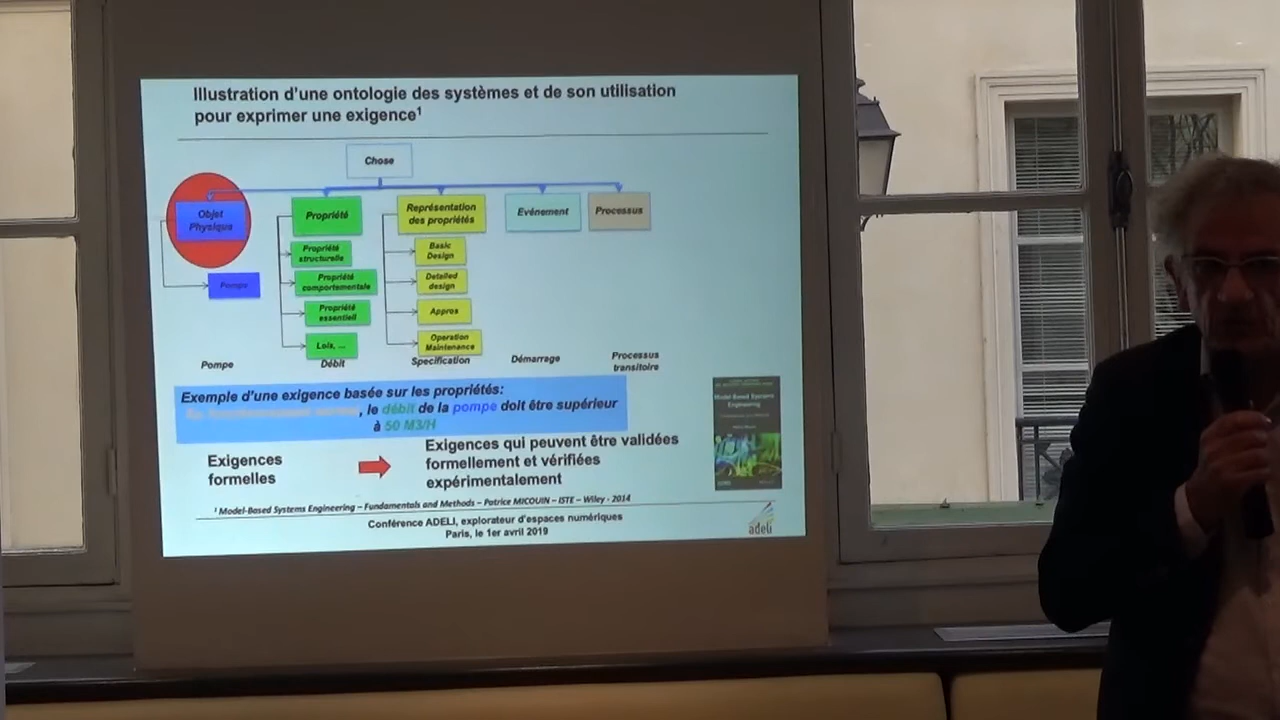 Illustration d'une ontologie des systèmes et de son utilisation
pour exprimer une exigence¹
Chose
Objet
Physique
Propriété
Représentation
des propriétés
Evénement
Processus
Propriété
structurelle
Basic
Design
Pompe
Propriété
comportementale
Detailed
design
Propriété
essentiell
Appros
Lois, ...
Operation
Maintenance
Pompe
Débit
Specification
Démarrage
Processus
transitoire
Exemple d'une exigence basée sur les propriétés:
, le débit de la pompe doit être supérieur
à 50 M3/H
Exigences
formelles
Exigences qui peuvent être validées
formellement et vérifiées
expérimentalement
Model Based Systems
Engineering
¹ Model-Based Systems Engineering – Fundamentals and Methods – Patrice MICOUIN – ISTE – Wiley - 2014
Conférence ADELI, explorateur d'espaces numériques
Paris, le 1er avril 2019
adeli